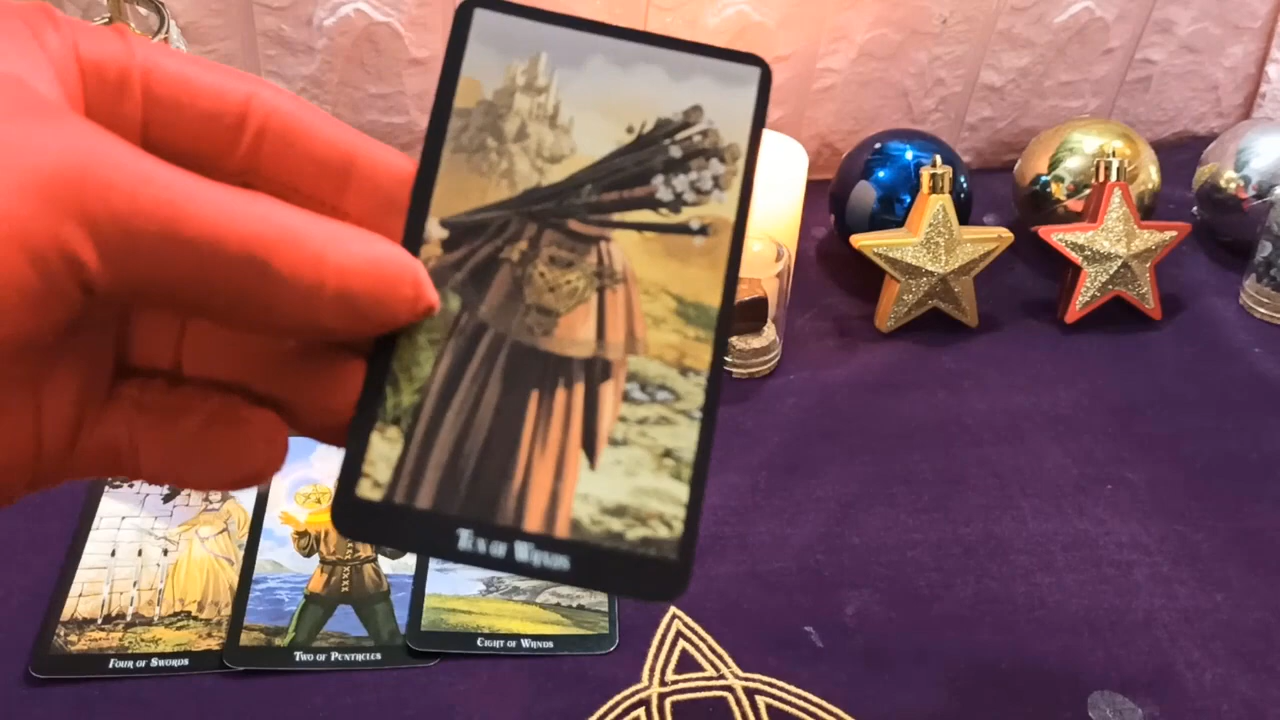 Ten of Wands
Four of Swords
Two of Pentacles
Eight of Wands